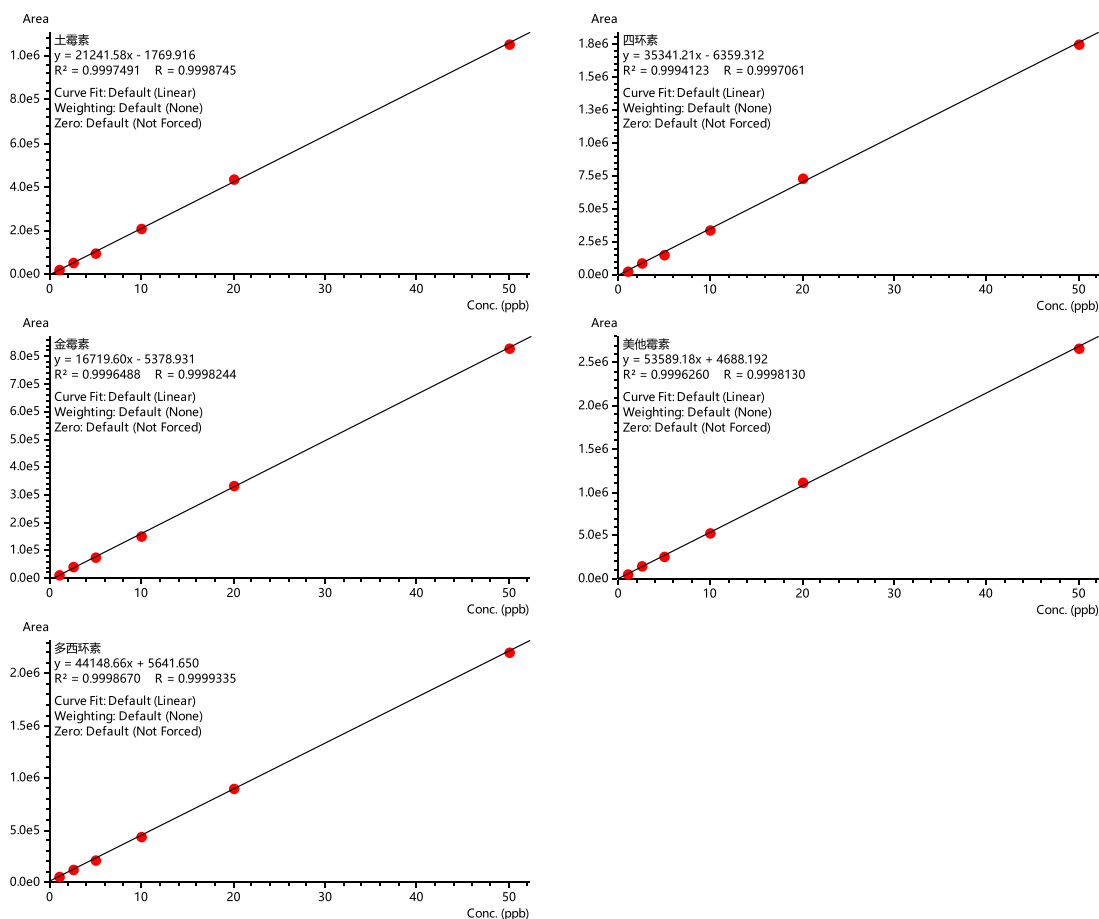 Area
土霉素
y = 21241.58x - 1769.916
R² = 0.9997491 R = 0.9998745
Curve Fit: Default (Linear)
Weighting: Default (None)
Zero: Default (Not Forced)
1.0e6
8.0e5
6.0e5
4.0e5
2.0e5
0.0e0
0 10 20 30 40 50
Conc. (ppb)
Area
四环素
y = 35341.21x - 6359.312
R² = 0.9994123 R = 0.9997061
Curve Fit: Default (Linear)
Weighting: Default (None)
Zero: Default (Not Forced)
1.8e6
1.5e6
1.3e6
1.0e6
7.5e5
5.0e5
2.5e5
0.0e0
0 10 20 30 40 50
Conc. (ppb)
Area
金霉素
y = 16719.60x - 5378.931
R² = 0.9996488 R = 0.9998244
Curve Fit: Default (Linear)
Weighting: Default (None)
Zero: Default (Not Forced)
8.0e5
7.0e5
6.0e5
5.0e5
4.0e5
3.0e5
2.0e5
1.0e5
0.0e0
0 10 20 30 40 50
Conc. (ppb)
Area
美他霉素
y = 53589.18x + 4688.192
R² = 0.9996260 R = 0.9998130
Curve Fit: Default (Linear)
Weighting: Default (None)
Zero: Default (Not Forced)
2.5e6
2.0e6
1.5e6
1.0e6
5.0e5
0.0e0
0 10 20 30 40 50
Conc. (ppb)
Area
多西环素
y = 44148.66x + 5641.650
R² = 0.9998670 R = 0.9999335
Curve Fit: Default (Linear)
Weighting: Default (None)
Zero: Default (Not Forced)
2.0e6
1.5e6
1.0e6
5.0e5
0.0e0
0 10 20 30 40 50
Conc. (ppb)